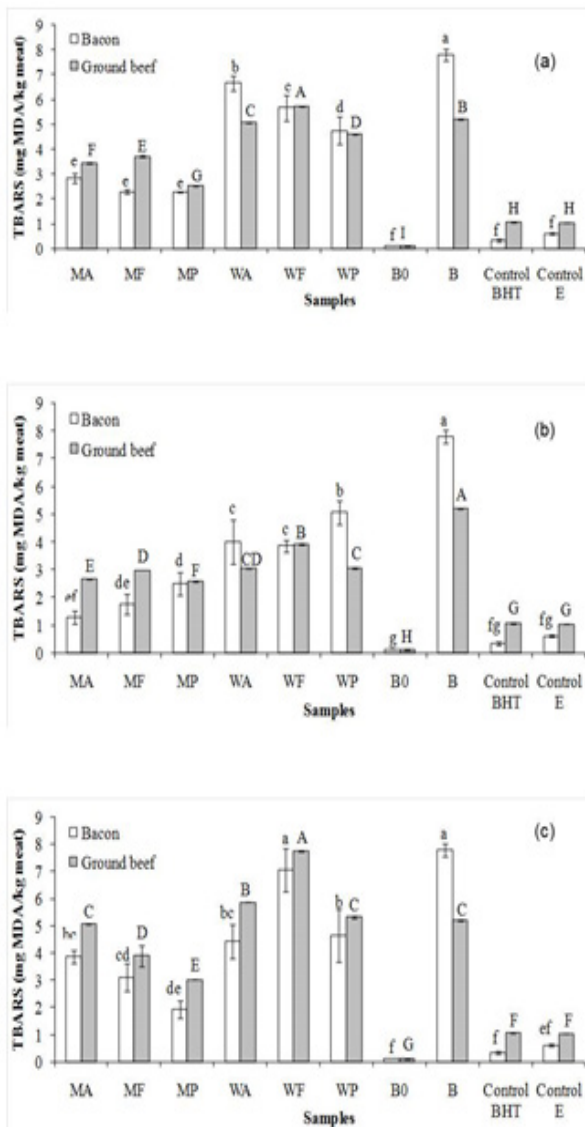 (a)
Bacon
Ground beef
TBARS (mg MDA/kg meat)
9
8
7
6
5
4
3
2
1
0
e F e E e G b C c A d D f I a B f H f H
MA MF MP WA WF WP B0 B Control BHT Control E
Samples
(b)
Bacon
Ground beef
TBARS (mg MDA/kg meat)
9
8
7
6
5
4
3
2
1
0
ef E de D d F c CD c B b C g H a A fg G fg G
MA MF MP WA WF WP B0 B Control BHT Control E
Samples
(c)
Bacon
Ground beef
TBARS (mg MDA/kg meat)
9
8
7
6
5
4
3
2
1
0
bc C cd D de E bc B a A b C f G a C f F ef F
MA MF MP WA WF WP B0 B Control BHT Control E
Samples